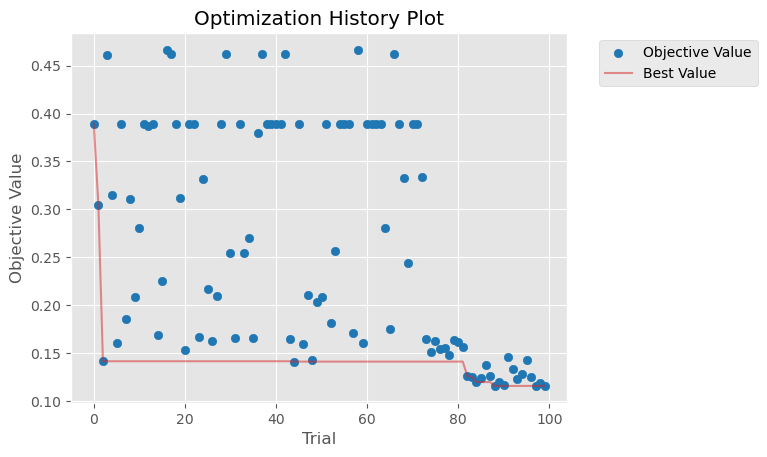 Optimization History Plot
Objective Value
Best Value
0.45
0.40
0.35
0.30
0.25
0.20
0.15
0.10
Objective Value
0
20
40
60
80
100
Trial